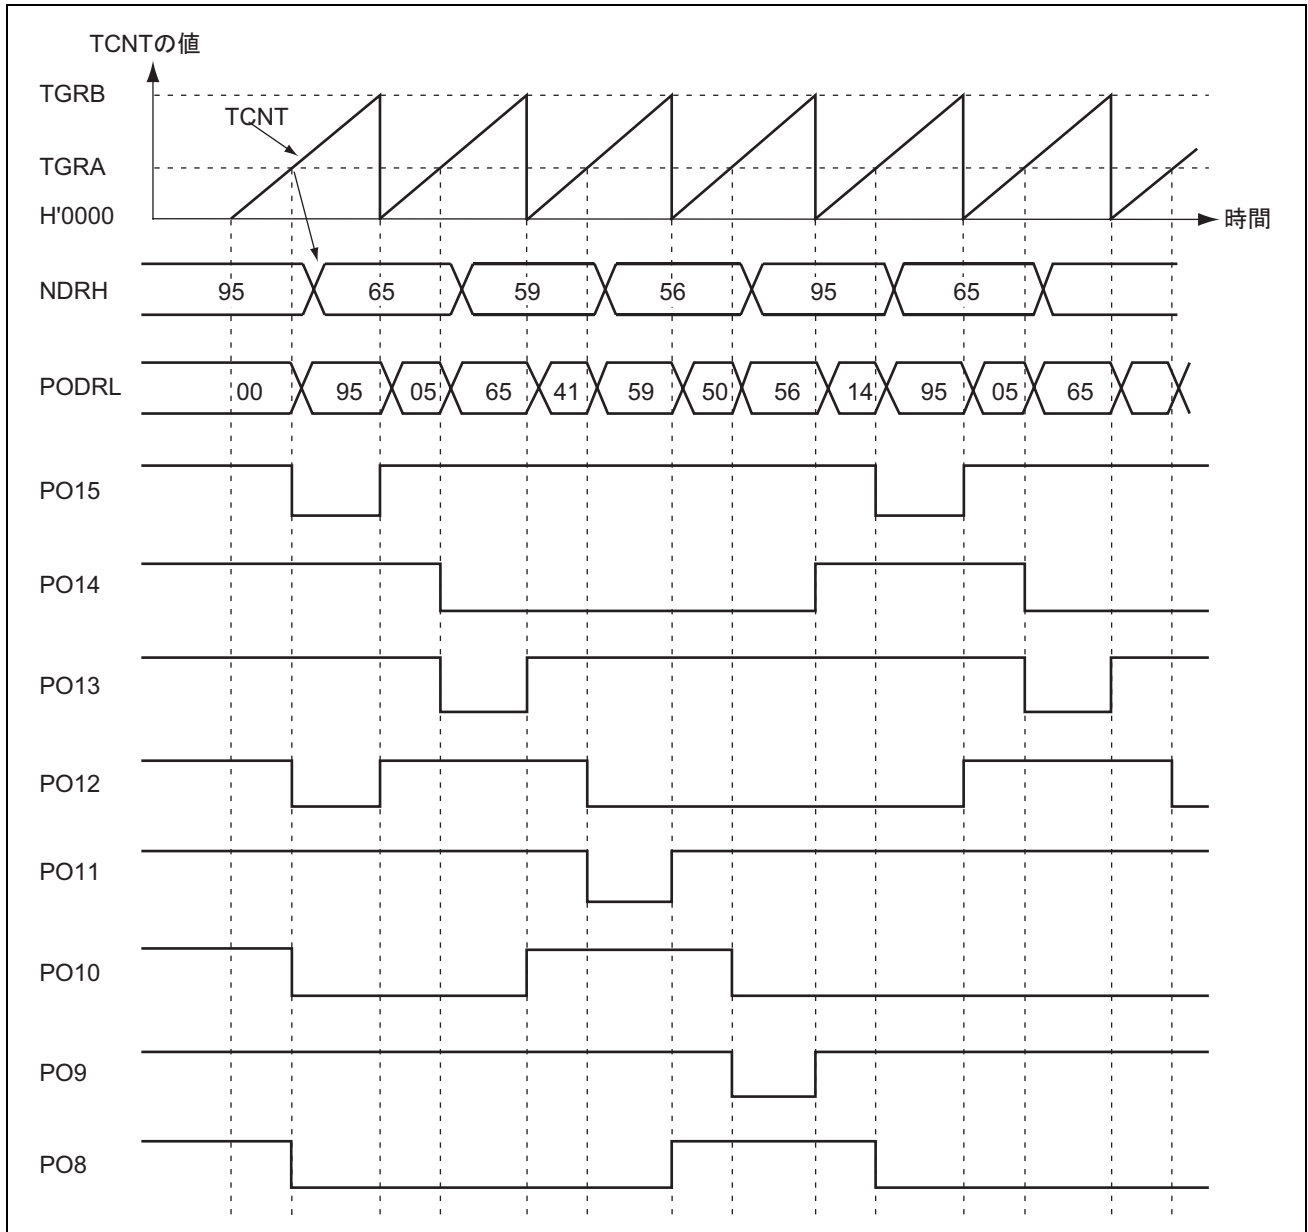 TCNTの値
TGRB
TCNT
TGRA
H'0000
時間
NDRH 95 65 59 56 95 65
PODRL 00 95 05 65 41 59 50 56 14 95 05 65
PO15
PO14
PO13
PO12
PO11
PO10
PO9
PO8